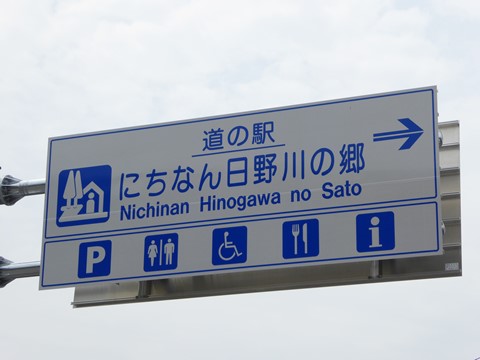 道の駅
にちなん日野川の郷
Nichinan Hinogawa no Sato
P
i